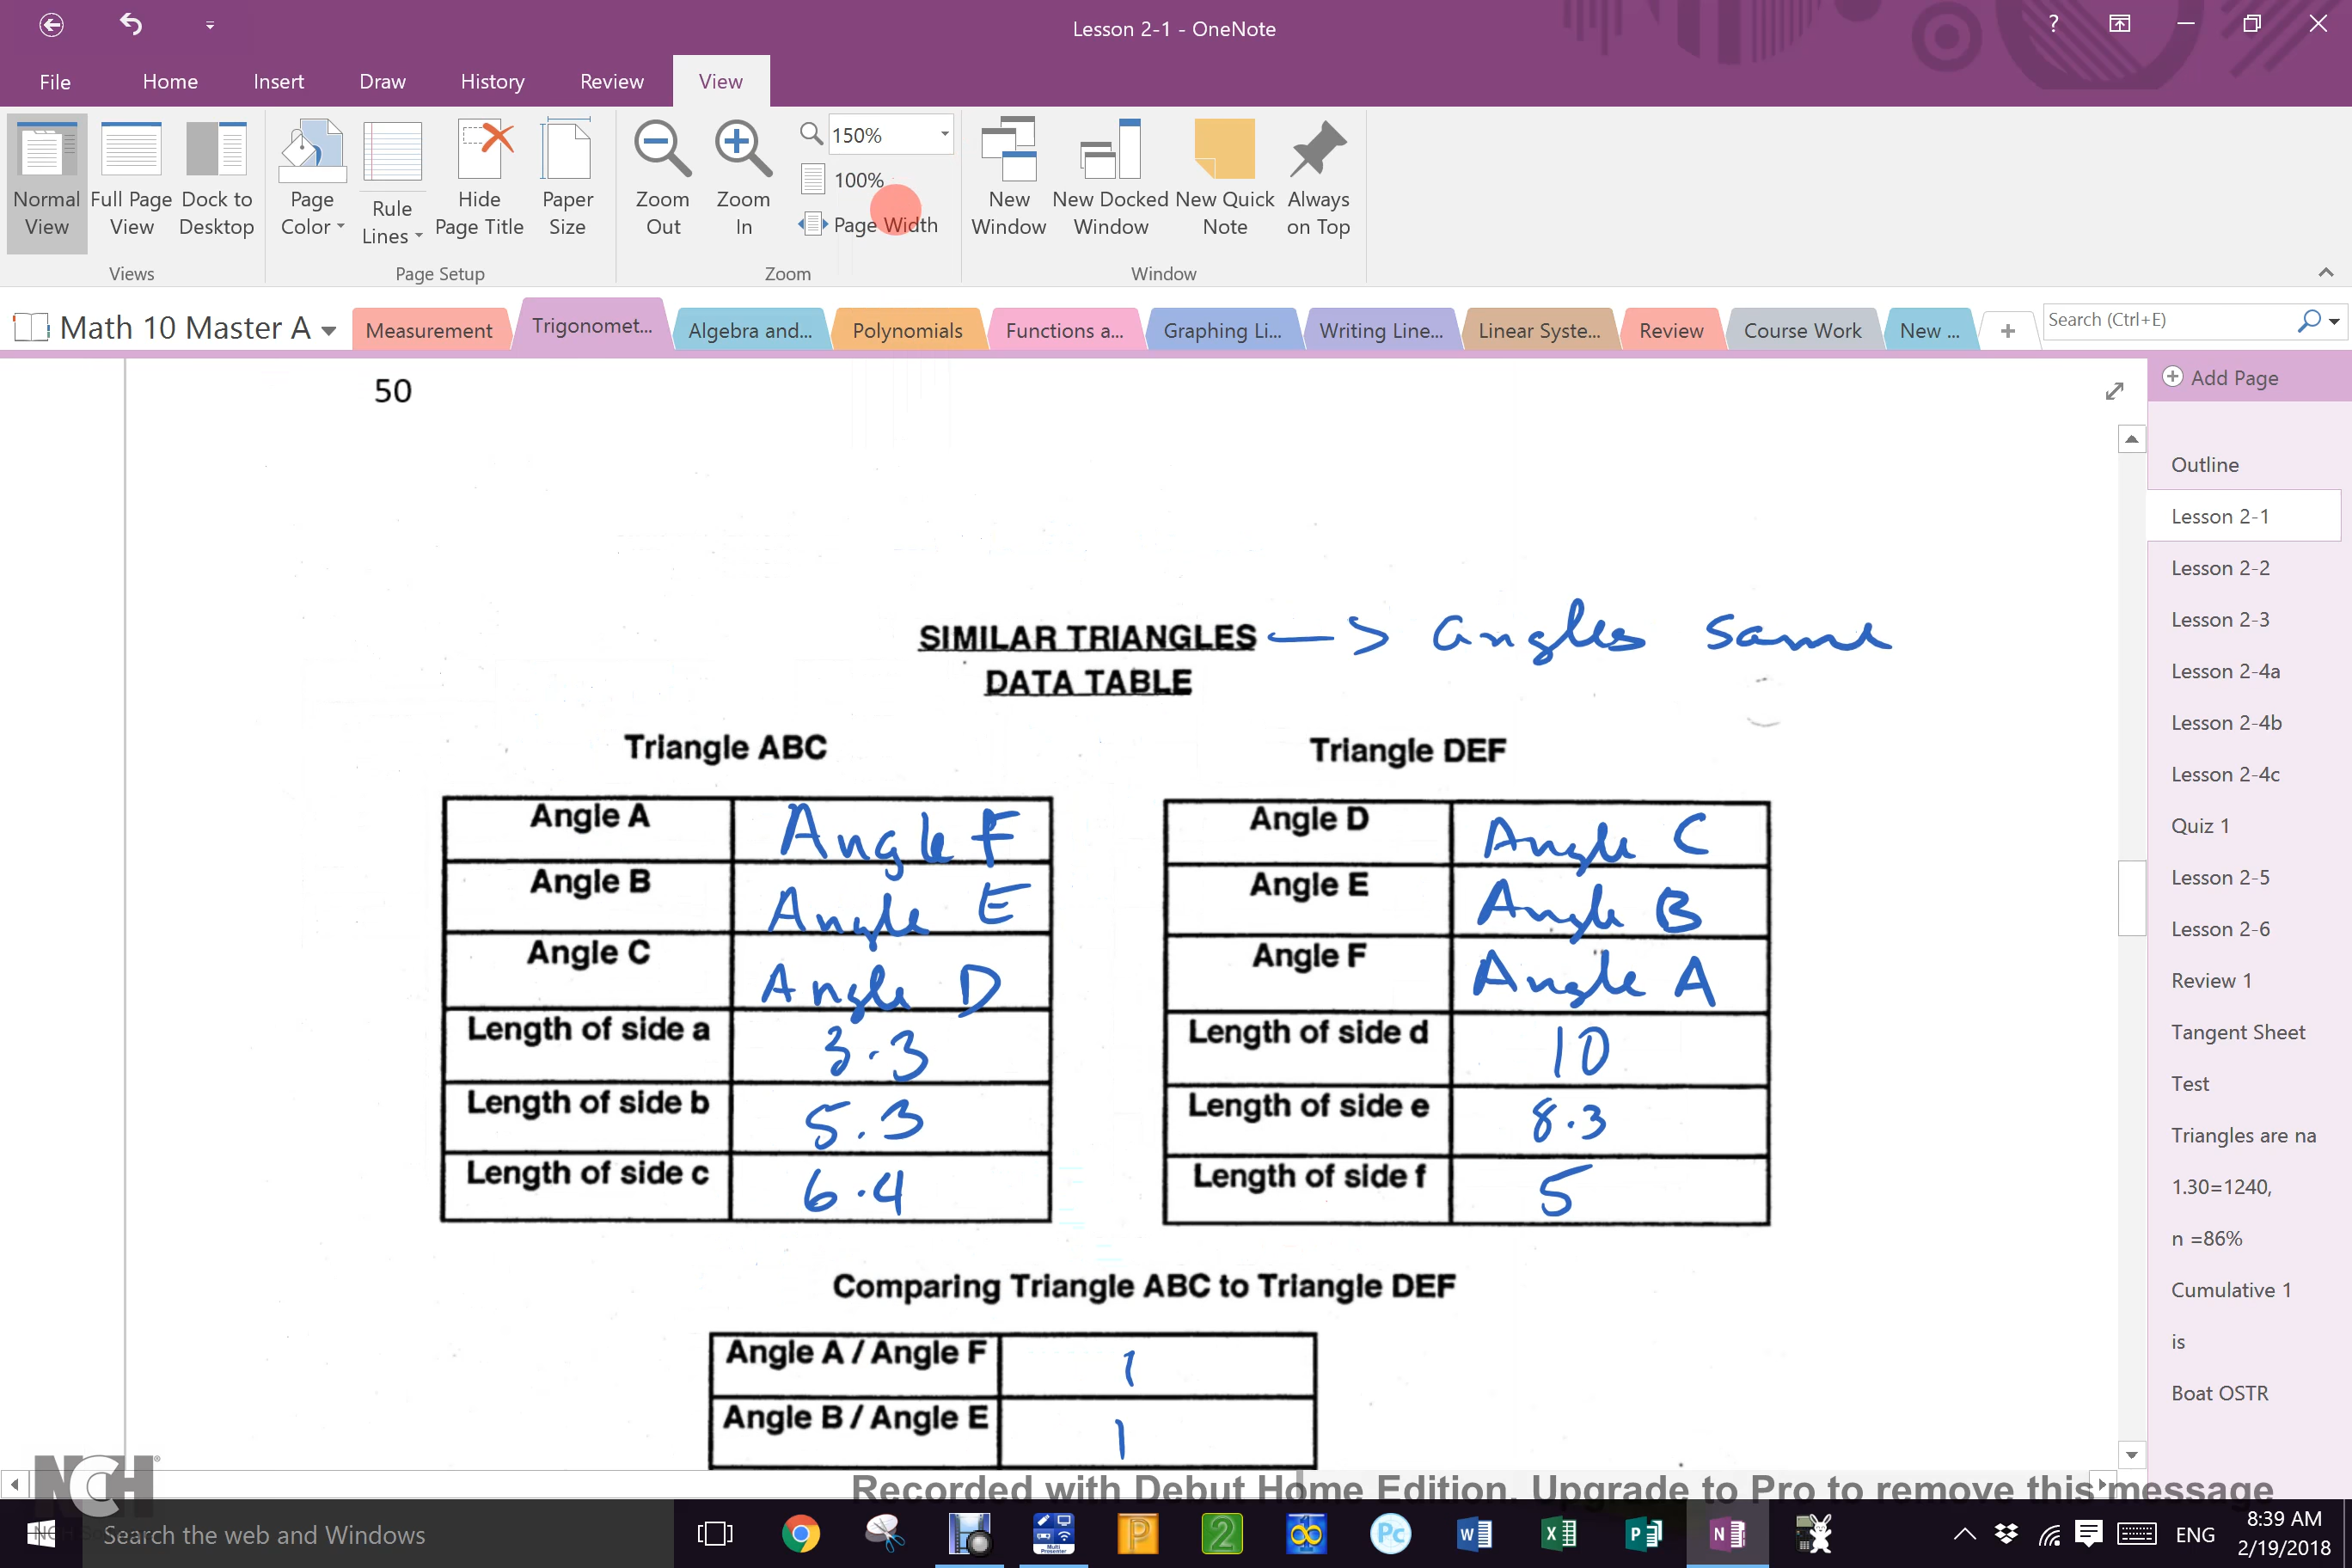 Lesson 2-1 - OneNote
File Home Insert Draw History Review View
Normal View
Full Page View
Dock to Desktop
Views
Page Color
Rule Lines
Hide Page Title
Paper Size
Page Setup
Zoom Out
Zoom In
150%
100%
Page Width
Zoom
New Window
New Docked Window
New Quick Note
Always on Top
Window
Math 10 Master A
Measurement Trigonomet... Algebra and... Polynomials Functions a... Graphing Li... Writing Line... Linear Syste... Review Course Work New ... +
Search (Ctrl+E)
50
SIMILAR TRIANGLES —> angles same
DATA TABLE
Triangle ABC
Angle A Angle F
Angle B Angle E
Angle C Angle D
Length of side a 3.3
Length of side b 5.3
Length of side c 6.4
Triangle DEF
Angle D Angle C
Angle E Angle B
Angle F Angle A
Length of side d 10
Length of side e 8.3
Length of side f 5
Comparing Triangle ABC to Triangle DEF
Angle A / Angle F 1
Angle B / Angle E 1
Add Page
Outline
Lesson 2-1
Lesson 2-2
Lesson 2-3
Lesson 2-4a
Lesson 2-4b
Lesson 2-4c
Quiz 1
Lesson 2-5
Lesson 2-6
Review 1
Tangent Sheet
Test
Triangles are na
1.30=1240,
n =86%
Cumulative 1
is
Boat OSTR
NCH
Recorded with Debut Home Edition. Upgrade to Pro to remove this message
Search the web and Windows
ENG
8:39 AM
2/19/2018